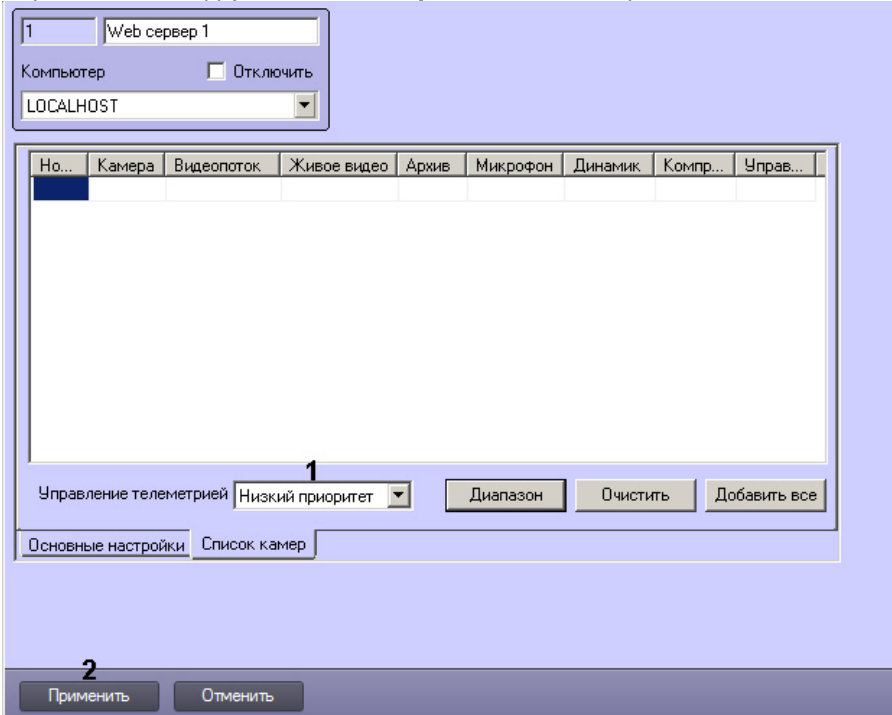 1 Web сервер 1
Компьютер Отключить
LOCALHOST
Но... Камера Видеопоток Живое видео Архив Микрофон Динамик Компр... Управ...
1
Управление телеметрией Низкий приоритет Диапазон Очистить Добавить все
Основные настройки Список камер
2
Применить Отменить